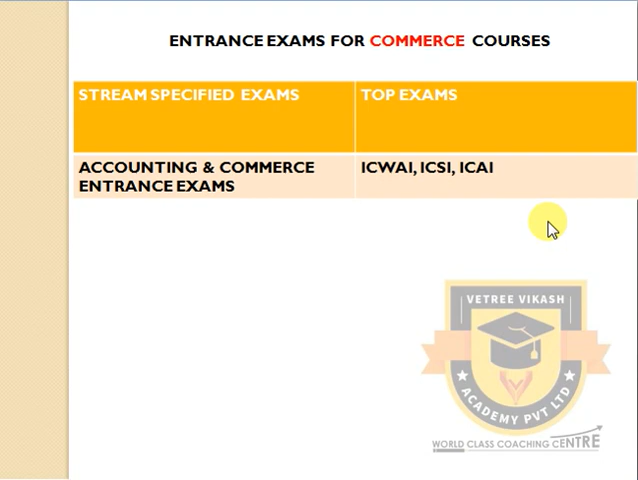 ENTRANCE EXAMS FOR COMMERCE COURSES
STREAM SPECIFIED EXAMS
TOP EXAMS
ACCOUNTING & COMMERCE
ENTRANCE EXAMS
ICWAI, ICSI, ICAI
VETREE VIKASH
ACADEMY PVT LTD
WORLD CLASS COACHING CENTRE